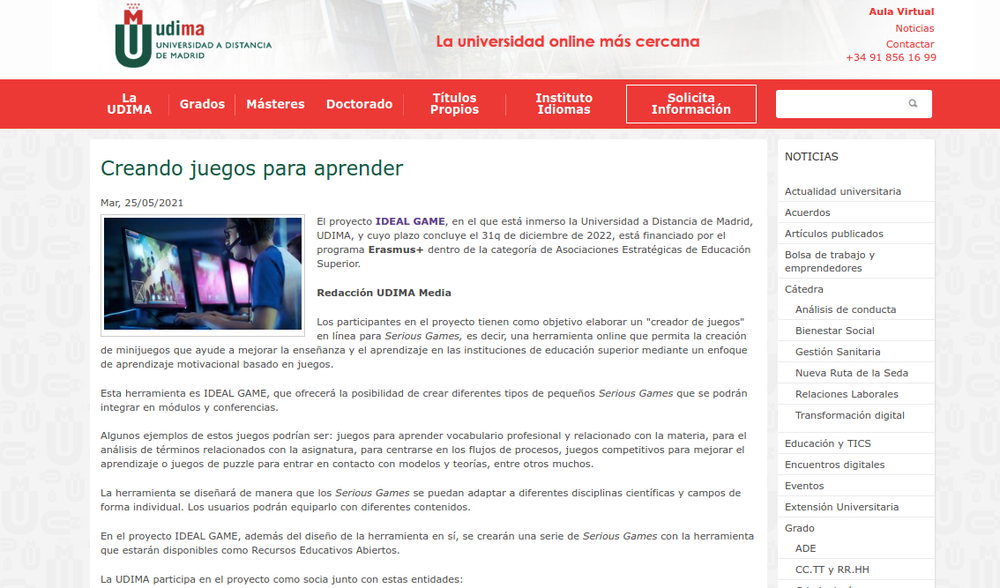 udima
UNIVERSIDAD A DISTANCIA
DE MADRID
La universidad online más cercana
Aula Virtual
Noticias
Contactar
+34 91 856 16 99
La
UDIMA
Grados
Másteres
Doctorado
Títulos
Propios
Instituto
Idiomas
Solicita
Información
Creando juegos para aprender
Mar, 25/05/2021
El proyecto IDEAL GAME, en el que está inmerso la Universidad a Distancia de Madrid,
UDIMA, y cuyo plazo concluye el 31q de diciembre de 2022, está financiado por el
programa Erasmus+ dentro de la categoría de Asociaciones Estratégicas de Educación
Superior.
Redacción UDIMA Media
Los participantes en el proyecto tienen como objetivo elaborar un "creador de juegos"
en línea para Serious Games, es decir, una herramienta online que permita la creación
de minijuegos que ayude a mejorar la enseñanza y el aprendizaje en las instituciones de educación superior mediante un enfoque
de aprendizaje motivacional basado en juegos.
Esta herramienta es IDEAL GAME, que ofrecerá la posibilidad de crear diferentes tipos de pequeños Serious Games que se podrán
integrar en módulos y conferencias.
Algunos ejemplos de estos juegos podrían ser: juegos para aprender vocabulario profesional y relacionado con la materia, para el
análisis de términos relacionados con la asignatura, para centrarse en los flujos de procesos, juegos competitivos para mejorar el
aprendizaje o juegos de puzzle para entrar en contacto con modelos y teorías, entre otros muchos.
La herramienta se diseñará de manera que los Serious Games se puedan adaptar a diferentes disciplinas científicas y campos de
forma individual. Los usuarios podrán equiparlo con diferentes contenidos.
En el proyecto IDEAL GAME, además del diseño de la herramienta en sí, se crearán una serie de Serious Games con la herramienta
que estarán disponibles como Recursos Educativos Abiertos.
La UDIMA participa en el proyecto como socia junto con estas entidades:
NOTICIAS
Actualidad universitaria
Acuerdos
Artículos publicados
Bolsa de trabajo y
emprendedores
Cátedra
Análisis de conducta
Bienestar Social
Gestión Sanitaria
Nueva Ruta de la Seda
Relaciones Laborales
Transformación digital
Educación y TICS
Encuentros digitales
Eventos
Extensión Universitaria
Grado
ADE
CC.TT y RR.HH